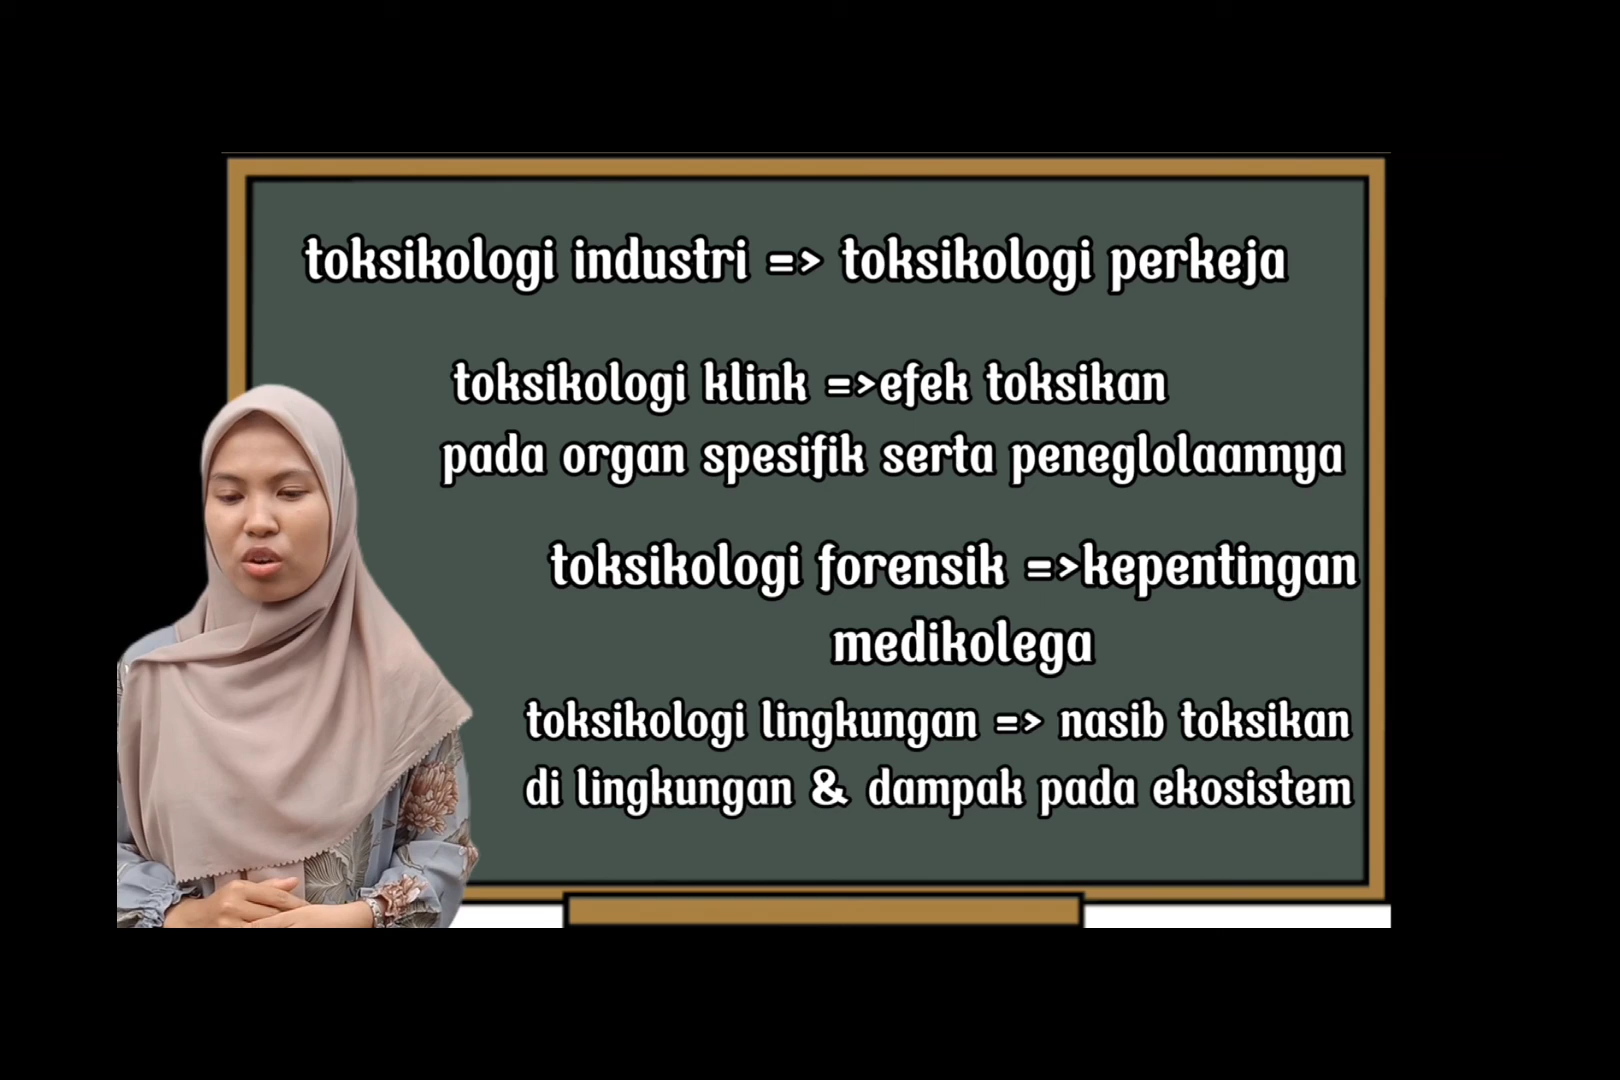 toksikologi industri => toksikologi perkeja
toksikologi klink =>efek toksikan
pada organ spesifik serta peneglolaannya
toksikologi forensik =>kepentingan
medikolega
toksikologi lingkungan => nasib toksikan
di lingkungan & dampak pada ekosistem